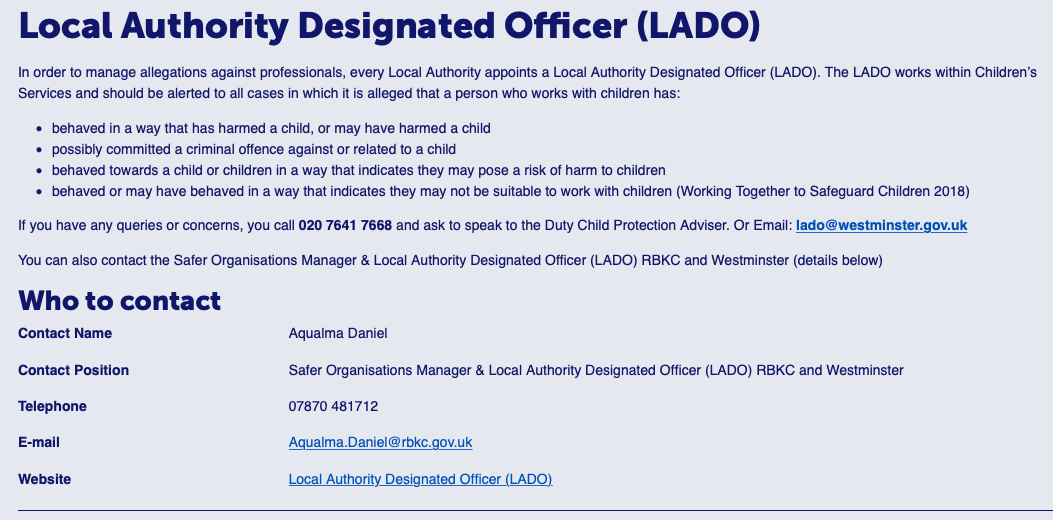 Local Authority Designated Officer (LADO)
In order to manage allegations against professionals, every Local Authority appoints a Local Authority Designated Officer (LADO). The LADO works within Children's
Services and should be alerted to all cases in which it is alleged that a person who works with children has:
• behaved in a way that has harmed a child, or may have harmed a child
• possibly committed a criminal offence against or related to a child
• behaved towards a child or children in a way that indicates they may pose a risk of harm to children
• behaved or may have behaved in a way that indicates they may not be suitable to work with children (Working Together to Safeguard Children 2018)
If you have any queries or concerns, you call 020 7641 7668 and ask to speak to the Duty Child Protection Adviser. Or Email: lado@westminster.gov.uk
You can also contact the Safer Organisations Manager & Local Authority Designated Officer (LADO) RBKC and Westminster (details below)
Who to contact
Contact Name Aqualma Daniel
Contact Position Safer Organisations Manager & Local Authority Designated Officer (LADO) RBKC and Westminster
Telephone 07870 481712
E-mail Aqualma.Daniel@rbkc.gov.uk
Website Local Authority Designated Officer (LADO)